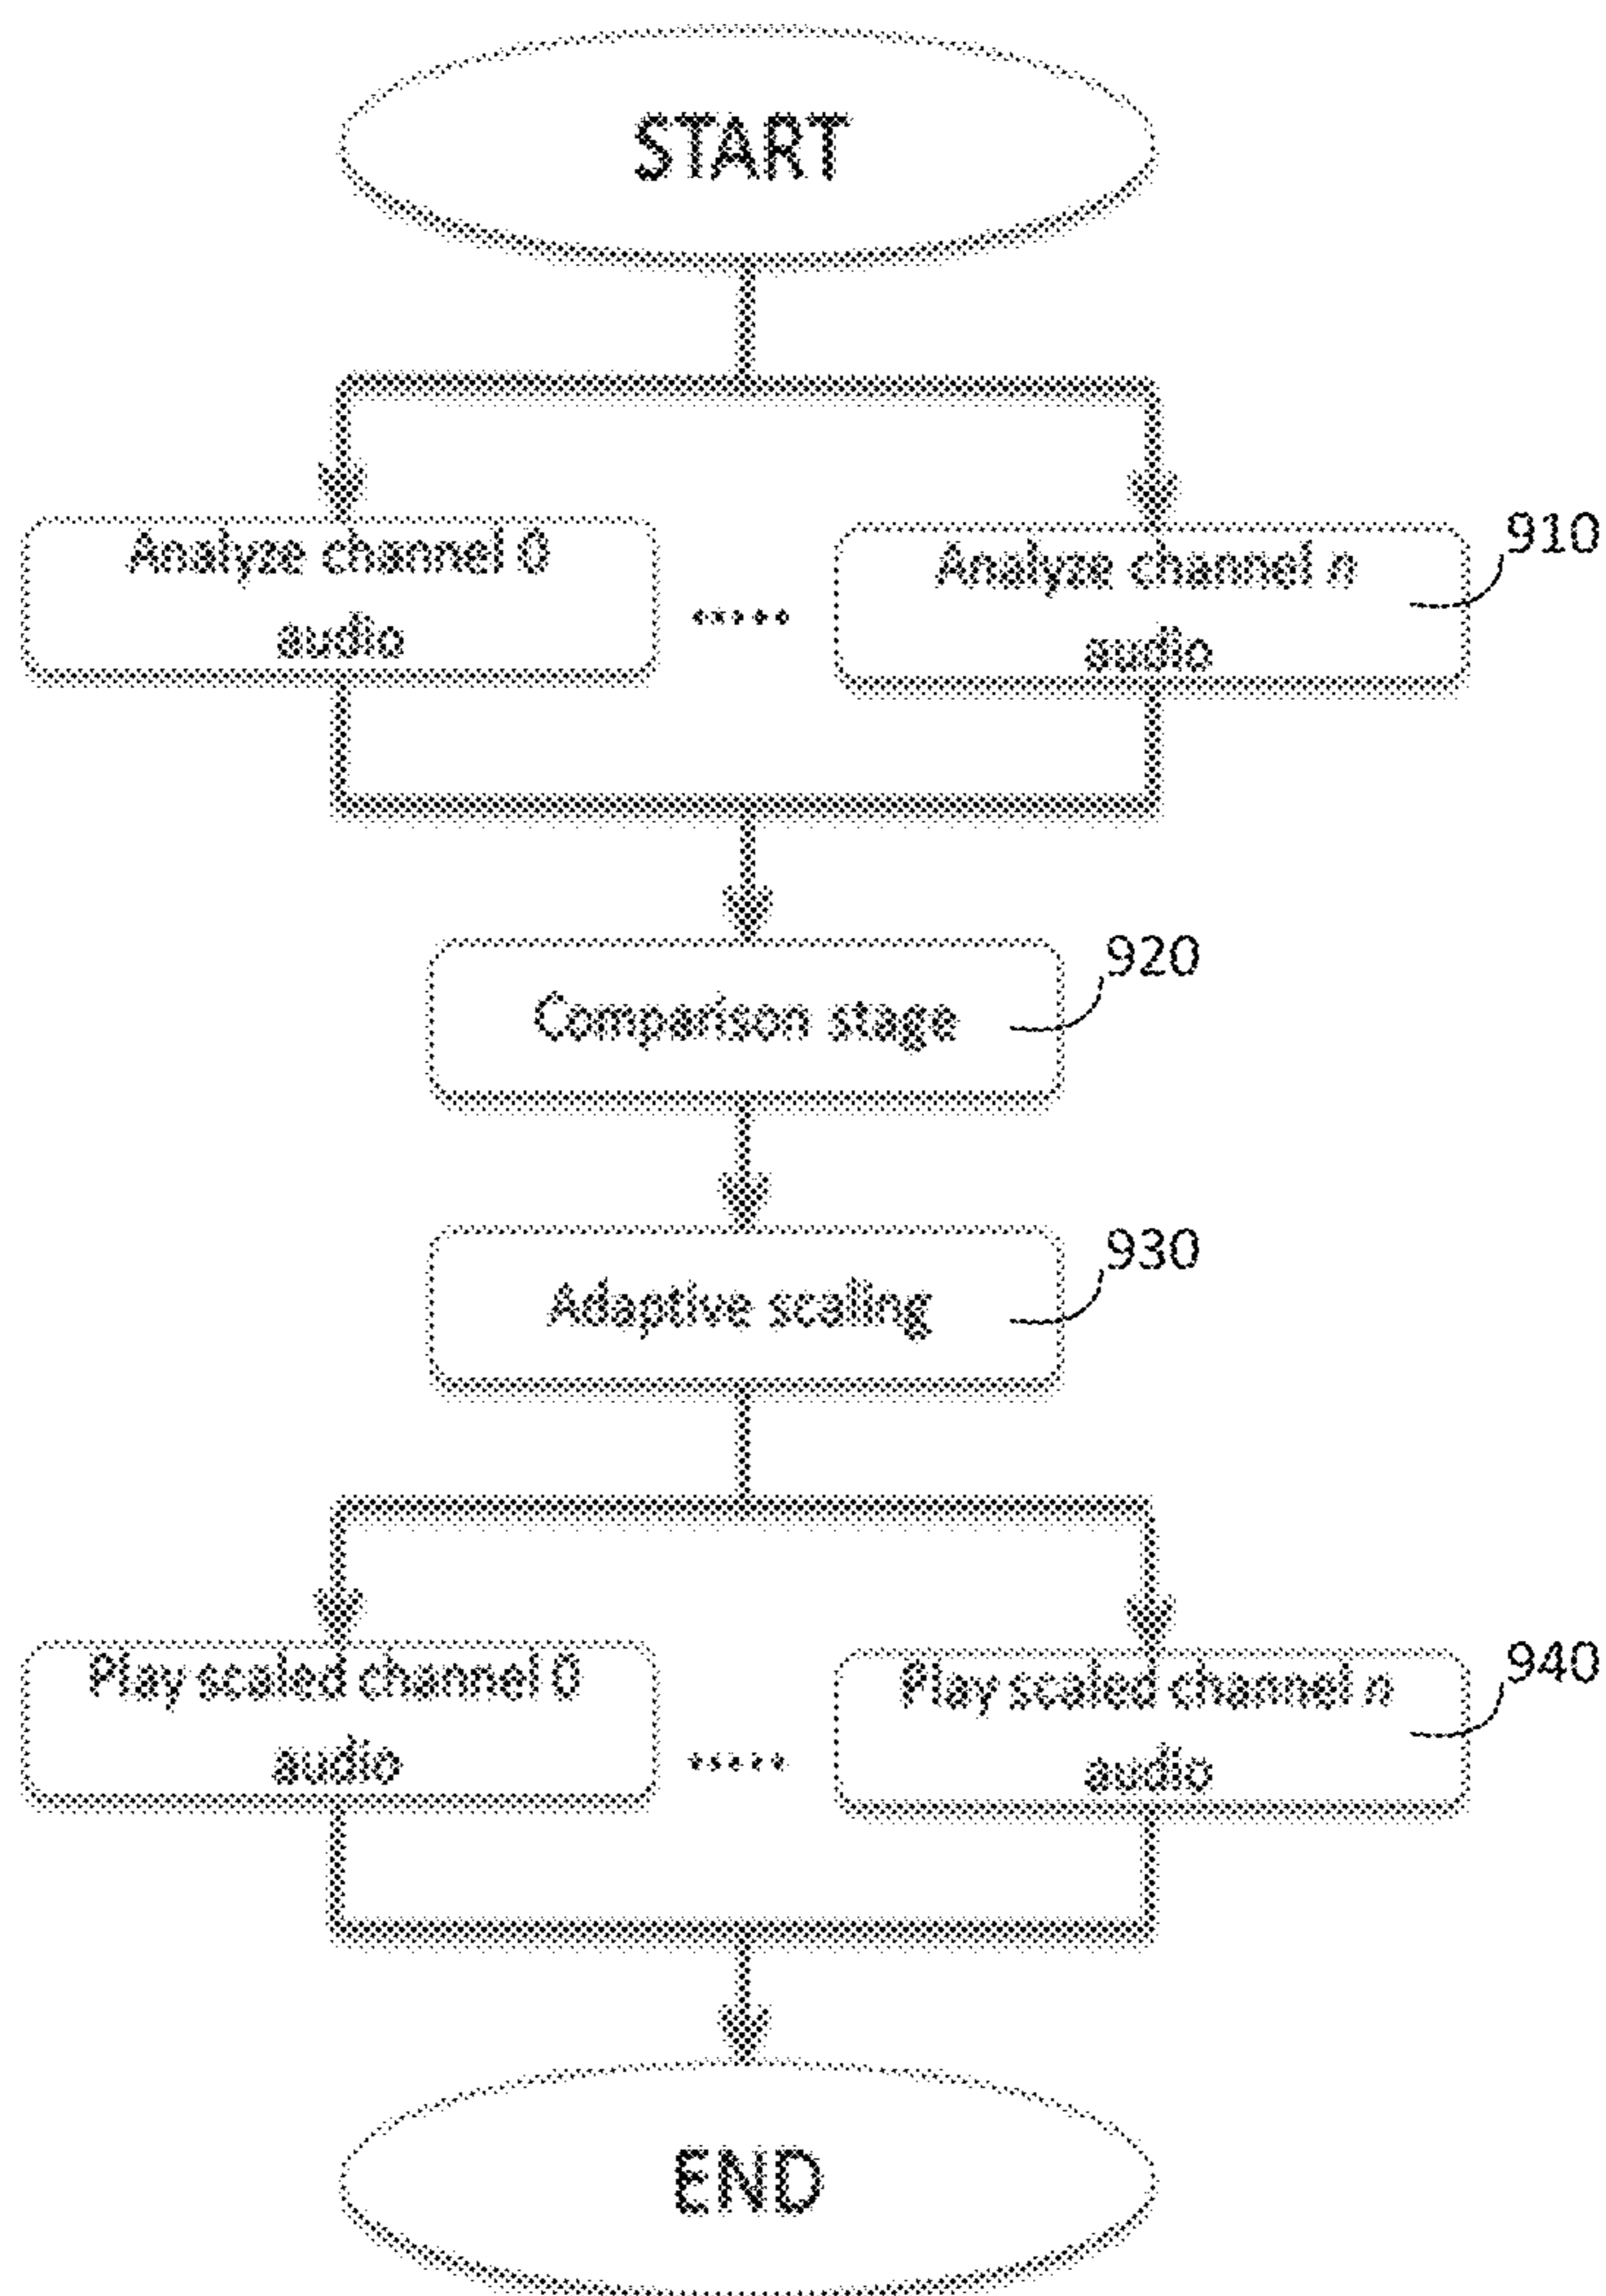 START
Analyze channel 0
audio
.....
Analyze channel n
audio
910
Comparison stage
920
Adaptive scaling
930
Play scaled channel 0
audio
.....
Play scaled channel n
audio
940
END